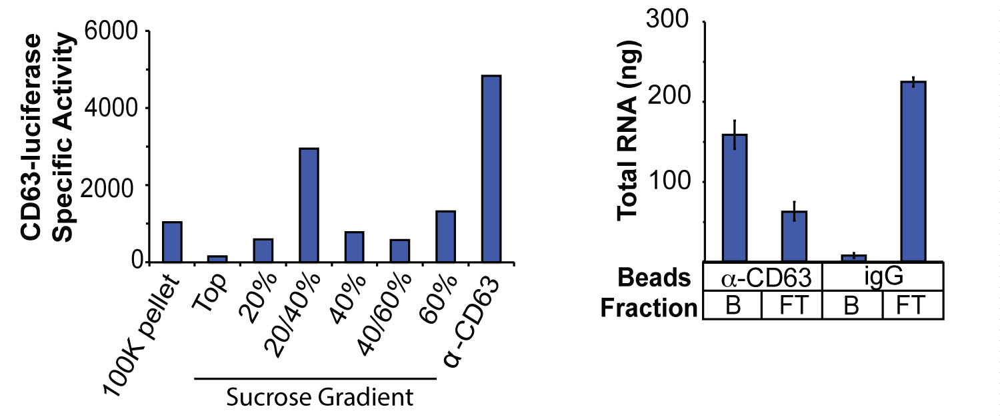 CD63-luciferase
Specific Activity
6000
4000
2000
0
100K pellet
Top
20%
20/40%
40%
40/60%
60%
α-CD63
Sucrose Gradient
Total RNA (ng)
300
200
100
Beads α-CD63 igG
Fraction B FT B FT